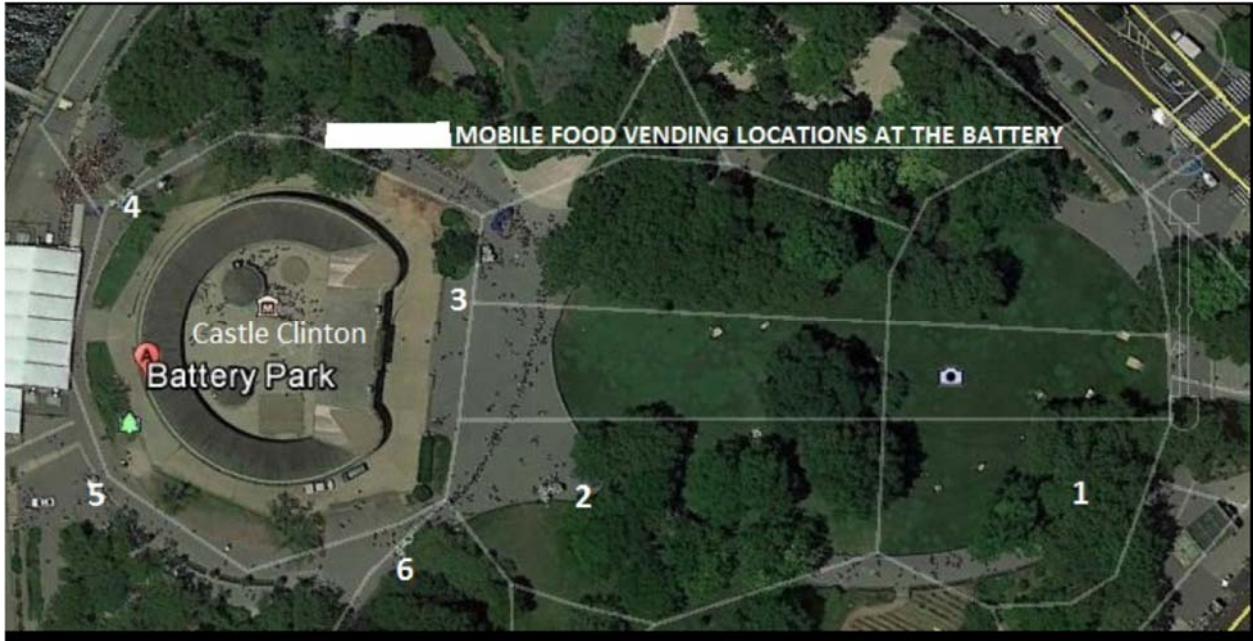 MOBILE FOOD VENDING LOCATIONS AT THE BATTERY
4
3
Castle Clinton
A
Battery Park
5
2
1
6